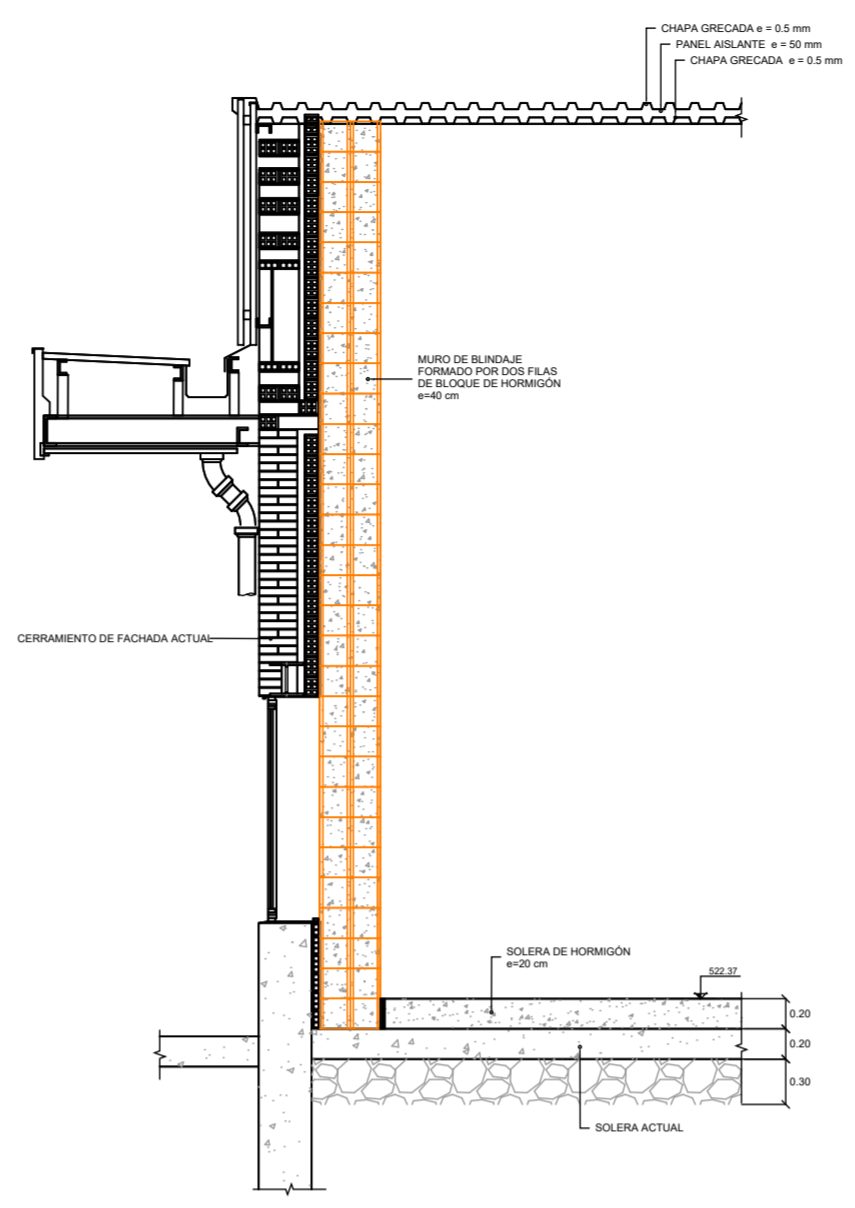 CHAPA GRECADA e = 0.5 mm
PANEL AISLANTE e = 50 mm
CHAPA GRECADA e = 0.5 mm
MURO DE BLINDAJE
FORMADO POR DOS FILAS
DE BLOQUE DE HORMIGÓN
e=40 cm
CERRAMIENTO DE FACHADA ACTUAL
SOLERA DE HORMIGÓN
e=20 cm
522.37
0.20
0.20
0.30
SOLERA ACTUAL